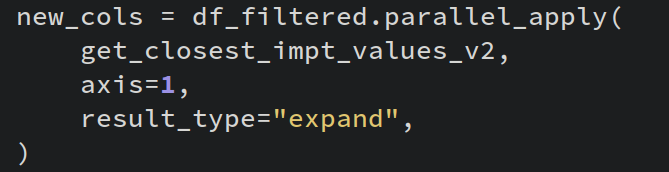 new_cols = df_filtered.parallel_apply(
    get_closest_impt_values_v2,
    axis=1,
    result_type="expand",
)